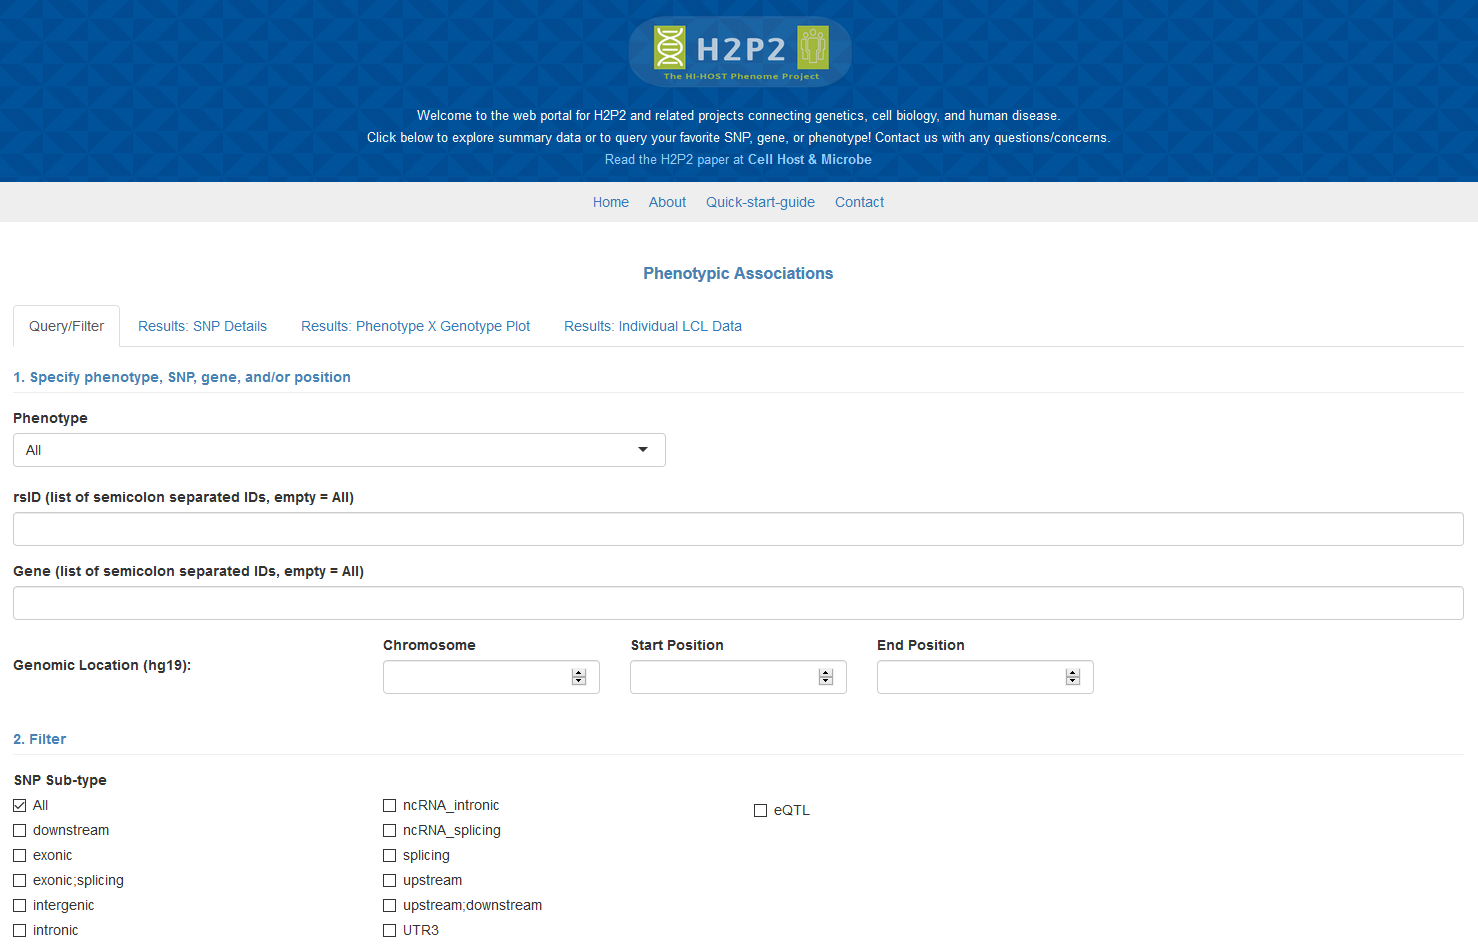 H2P2
The HI-HOST Phenome Project
Welcome to the web portal for H2P2 and related projects connecting genetics, cell biology, and human disease.
Click below to explore summary data or to query your favorite SNP, gene, or phenotype! Contact us with any questions/concerns.
Read the H2P2 paper at Cell Host & Microbe
Home About Quick-start-guide Contact
Phenotypic Associations
Query/Filter Results: SNP Details Results: Phenotype X Genotype Plot Results: Individual LCL Data
1. Specify phenotype, SNP, gene, and/or position
Phenotype
All
rsID (list of semicolon separated IDs, empty = All)
Gene (list of semicolon separated IDs, empty = All)
Chromosome Start Position End Position
Genomic Location (hg19):
2. Filter
SNP Sub-type
All ncRNA_intronic eQTL
downstream ncRNA_splicing
exonic splicing
exonic;splicing upstream
intergenic upstream;downstream
intronic UTR3